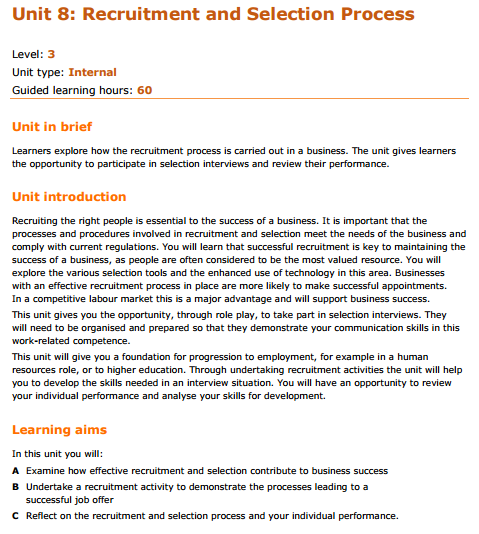 Unit 8: Recruitment and Selection Process
Level: 3
Unit type: Internal
Guided learning hours: 60
Unit in brief
Learners explore how the recruitment process is carried out in a business. The unit gives learners
the opportunity to participate in selection interviews and review their performance.
Unit introduction
Recruiting the right people is essential to the success of a business. It is important that the
processes and procedures involved in recruitment and selection meet the needs of the business and
comply with current regulations. You will learn that successful recruitment is key to maintaining the
success of a business, as people are often considered to be the most valued resource. You will
explore the various selection tools and the enhanced use of technology in this area. Businesses
with an effective recruitment process in place are more likely to make successful appointments.
In a competitive labour market this is a major advantage and will support business success.
This unit gives you the opportunity, through role play, to take part in selection interviews. They
will need to be organised and prepared so that they demonstrate your communication skills in this
work-related competence.
This unit will give you a foundation for progression to employment, for example in a human
resources role, or to higher education. Through undertaking recruitment activities the unit will help
you to develop the skills needed in an interview situation. You will have an opportunity to review
your individual performance and analyse your skills for development.
Learning aims
In this unit you will:
A Examine how effective recruitment and selection contribute to business success
B Undertake a recruitment activity to demonstrate the processes leading to a
successful job offer
C Reflect on the recruitment and selection process and your individual performance.